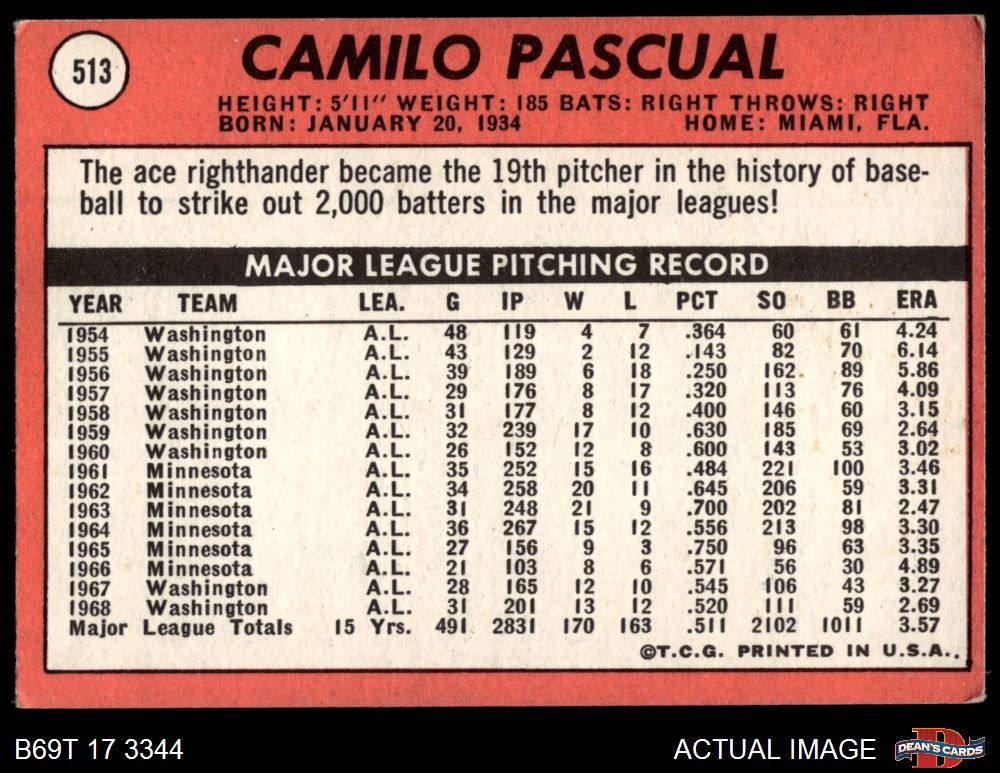 513
CAMILO PASCUAL
HEIGHT: 5'11" WEIGHT: 185 BATS: RIGHT THROWS: RIGHT
BORN: JANUARY 20, 1934 HOME: MIAMI, FLA.
The ace righthander became the 19th pitcher in the history of base-
ball to strike out 2,000 batters in the major leagues!
MAJOR LEAGUE PITCHING RECORD
YEAR TEAM LEA. G IP W L PCT SO BB ERA
1954 Washington A.L. 48 119 4 7 .364 60 61 4.24
1955 Washington A.L. 43 129 2 12 .143 82 70 6.14
1956 Washington A.L. 39 189 6 18 .250 162 89 5.86
1957 Washington A.L. 29 176 8 17 .320 113 76 4.09
1958 Washington A.L. 31 177 8 12 .400 146 60 3.15
1959 Washington A.L. 32 239 17 10 .630 185 69 2.64
1960 Washington A.L. 26 152 12 8 .600 143 53 3.02
1961 Minnesota A.L. 35 252 15 16 .484 221 100 3.46
1962 Minnesota A.L. 34 258 20 11 .645 206 59 3.31
1963 Minnesota A.L. 31 248 21 9 .700 202 81 2.47
1964 Minnesota A.L. 36 267 15 12 .556 213 98 3.30
1965 Minnesota A.L. 27 156 9 3 .750 96 63 3.35
1966 Minnesota A.L. 21 103 8 6 .571 56 30 4.89
1967 Washington A.L. 28 165 12 10 .545 106 43 3.27
1968 Washington A.L. 31 201 13 12 .520 111 59 2.69
Major League Totals 15 Yrs. 491 2831 170 163 .511 2102 1011 3.57
©T.C.G. PRINTED IN U.S.A..
B69T 17 3344 ACTUAL IMAGE D DEAN'S CARDS